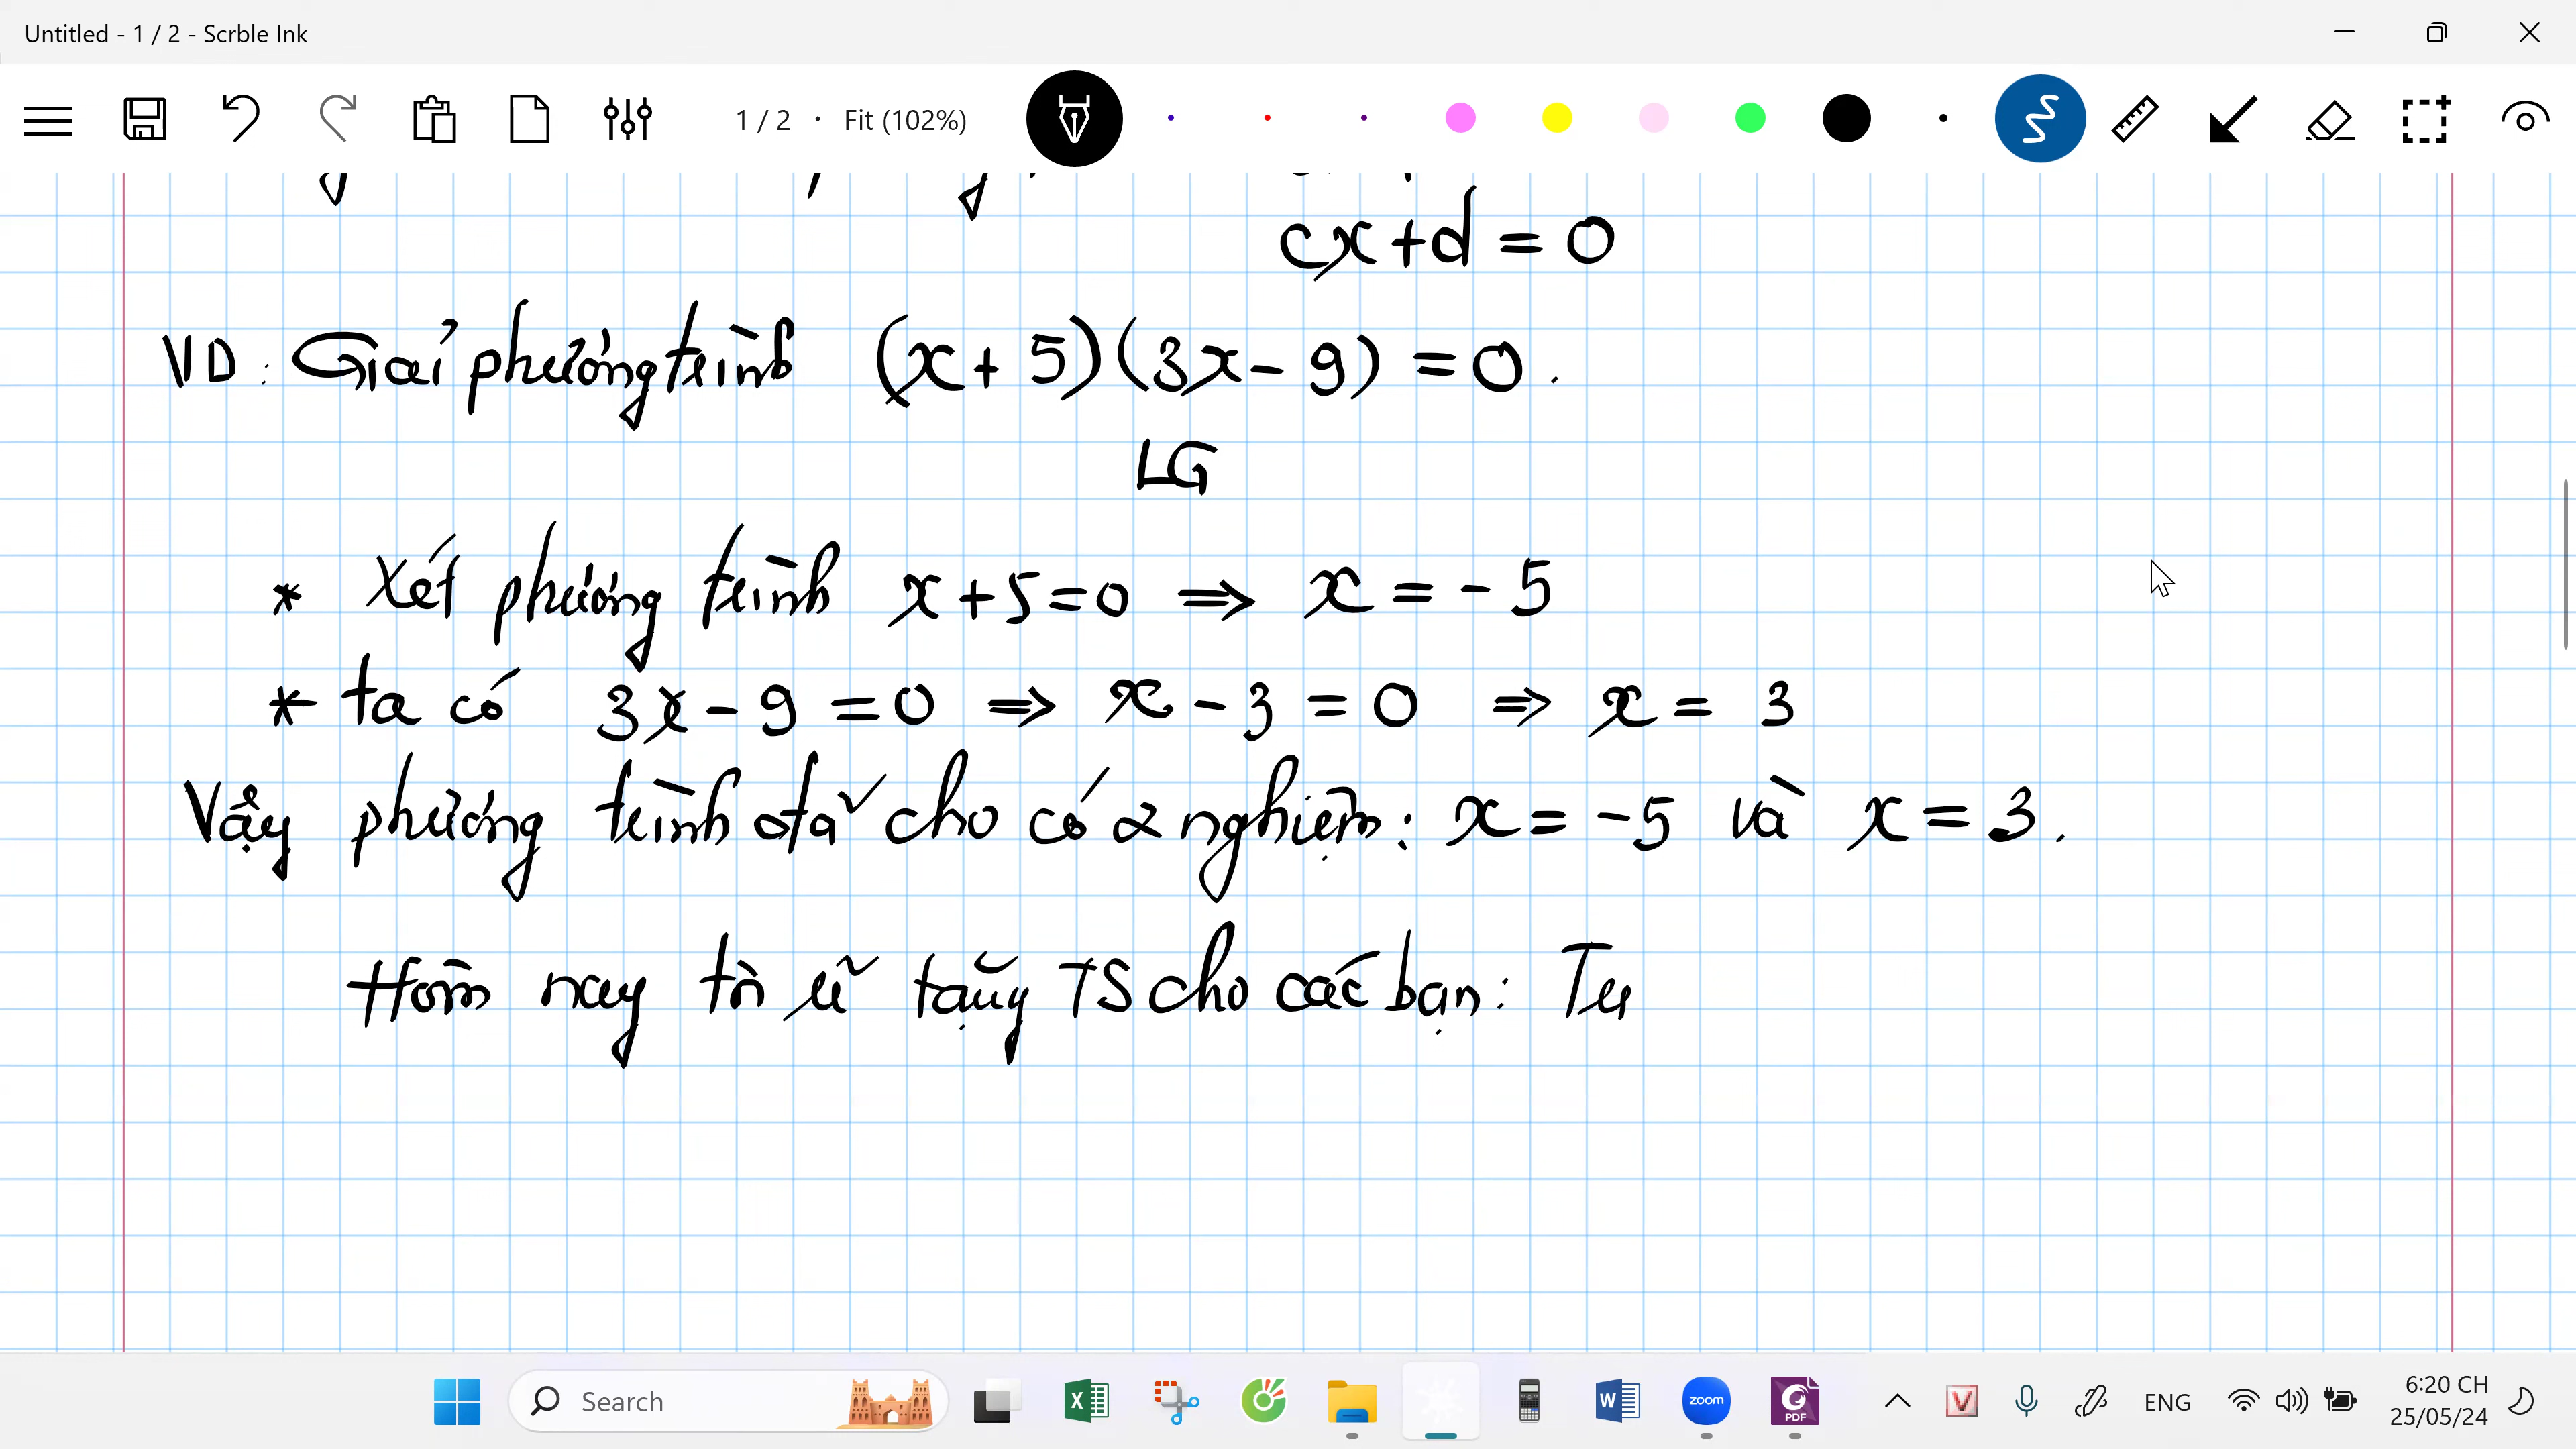 Untitled - 1 / 2 - Scrble Ink
1 / 2 · Fit (102%)
cx + d = 0
VD: Giải phương trình (x + 5)(3x - 9) = 0.
LG
* Xét phương trình x + 5 = 0 ⇒ x = - 5
* ta có 3x - 9 = 0 ⇒ x - 3 = 0 ⇒ x = 3
Vậy phương trình đã cho có 2 nghiệm: x = -5 và x = 3.
Hôm nay tặng TS cho các bạn:
Search
zoom
PDF
ENG
6:20 CH
25/05/24